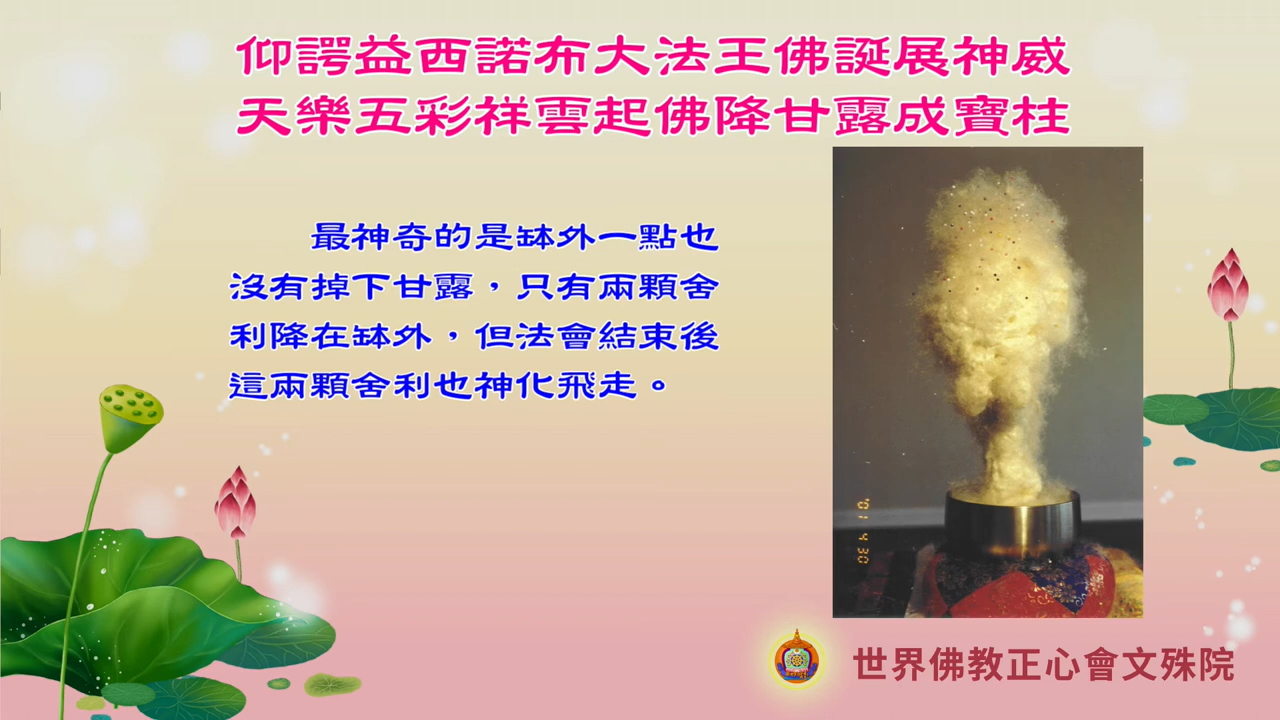 仰諤益西諾布大法王佛誕展神威
天樂五彩祥雲起佛降甘露成寶柱
最神奇的是缽外一點也
沒有掉下甘露，只有兩顆舍
利降在缽外，但法會結束後
這兩顆舍利也神化飛走。
'01 4 30
世界佛教正心會文殊院